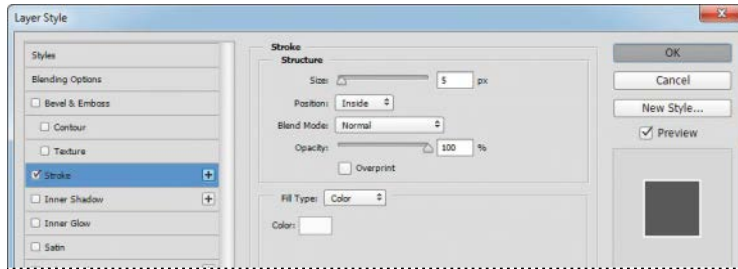 Layer Style
Styles
Blending Options
Bevel & Emboss
Contour
Texture
Stroke
Inner Shadow
Inner Glow
Satin
Stroke
Structure
Size: 5 px
Position: Inside
Blend Mode: Normal
Opacity: 100 %
Overprint
Fill Type: Color
Color:
OK
Cancel
New Style...
Preview